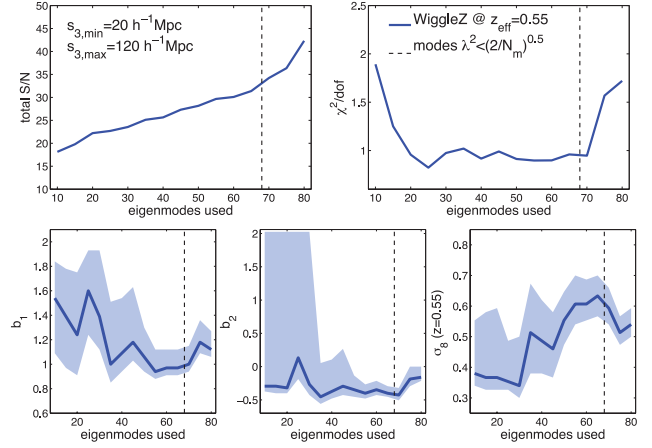 s3,min=20 h⁻¹Mpc
s3,max=120 h⁻¹Mpc
total S/N
50
45
40
35
30
25
20
15
10
10 20 30 40 50 60 70 80
eigenmodes used
WiggleZ @ zeff=0.55
modes λ²<(2/Nm)^0.5
χ²/dof
2.5
2
1.5
1
10 20 30 40 50 60 70 80
eigenmodes used
b1
2
1.8
1.6
1.4
1.2
1
0.8
0.6
20 40 60 80
eigenmodes used
b2
2
1.5
1
0.5
0
−0.5
20 40 60 80
eigenmodes used
σ8 (z=0.55)
0.8
0.7
0.6
0.5
0.4
0.3
20 40 60 80
eigenmodes used